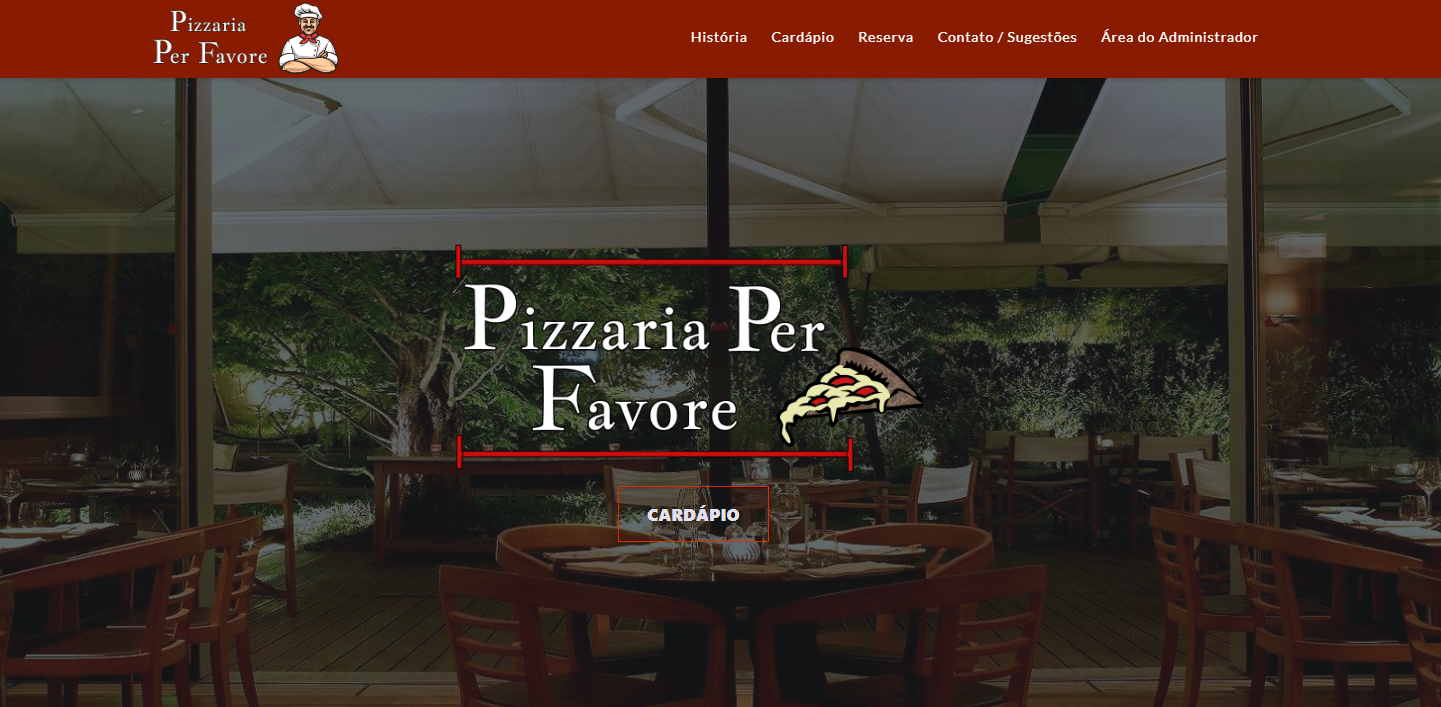 Pizzaria
Per Favore
História Cardápio Reserva Contato / Sugestões Área do Administrador
Pizzaria Per
Favore
CARDÁPIO